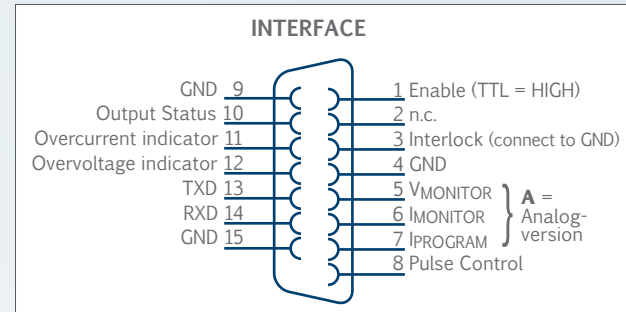 INTERFACE
GND 9
Output Status 10
Overcurrent indicator 11
Overvoltage indicator 12
TXD 13
RXD 14
GND 15
1 Enable (TTL = HIGH)
2 n.c.
3 Interlock (connect to GND)
4 GND
5 VMONITOR
6 IMONITOR
7 IPROGRAM
8 Pulse Control
A =
Analog-
version